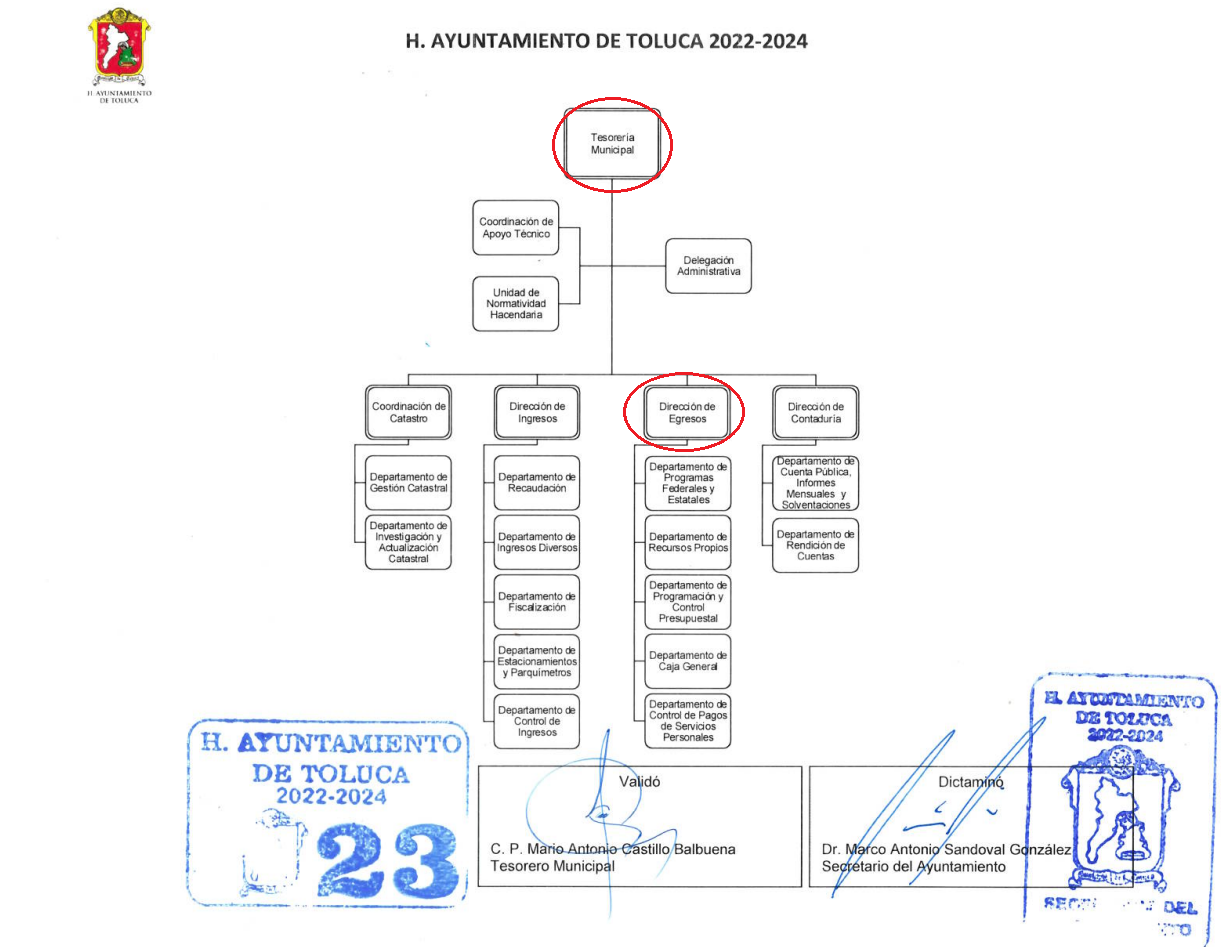 H. AYUNTAMIENTO DE TOLUCA 2022-2024
H. AYUNTAMIENTO
DE TOLUCA
Tesorería
Municipal
Coordinación de
Apoyo Técnico
Delegación
Administrativa
Unidad de
Normatividad
Hacendaria
Coordinación de
Catastro
Dirección de
Ingresos
Dirección de
Egresos
Dirección de
Contaduría
Departamento de
Gestión Catastral
Departamento de
Investigación y
Actualización
Catastral
Departamento de
Recaudación
Departamento de
Ingresos Diversos
Departamento de
Fiscalización
Departamento de
Estacionamientos
y Parquímetros
Departamento de
Control de
Ingresos
Departamento de
Programas
Federales y
Estatales
Departamento de
Recursos Propios
Departamento de
Programación y
Control
Presupuestal
Departamento de
Caja General
Departamento de
Control de Pagos
de Servicios
Personales
Departamento de
Cuenta Pública,
Informes
Mensuales y
Solventaciones
Departamento de
Rendición de
Cuentas
H. AYUNTAMIENTO
DE TOLUCA
2022-2024
23
Validó
C. P. Mario Antonio Castillo Balbuena
Tesorero Municipal
Dictaminó
Dr. Marco Antonio Sandoval González
Secretario del Ayuntamiento
H. AYUNTAMIENTO
DE TOLUCA
2022-2024
DEL